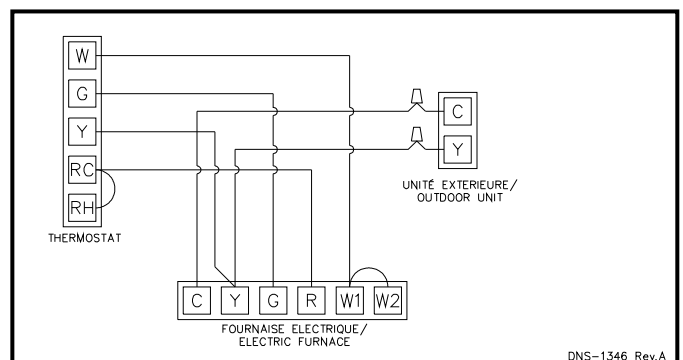 W
G
Y
RC
RH
THERMOSTAT
C
Y
UNITÉ EXTERIEURE/
OUTDOOR UNIT
C Y G R W1 W2
FOURNAISE ELECTRIQUE/
ELECTRIC FURNACE
DNS-1346 Rev.A